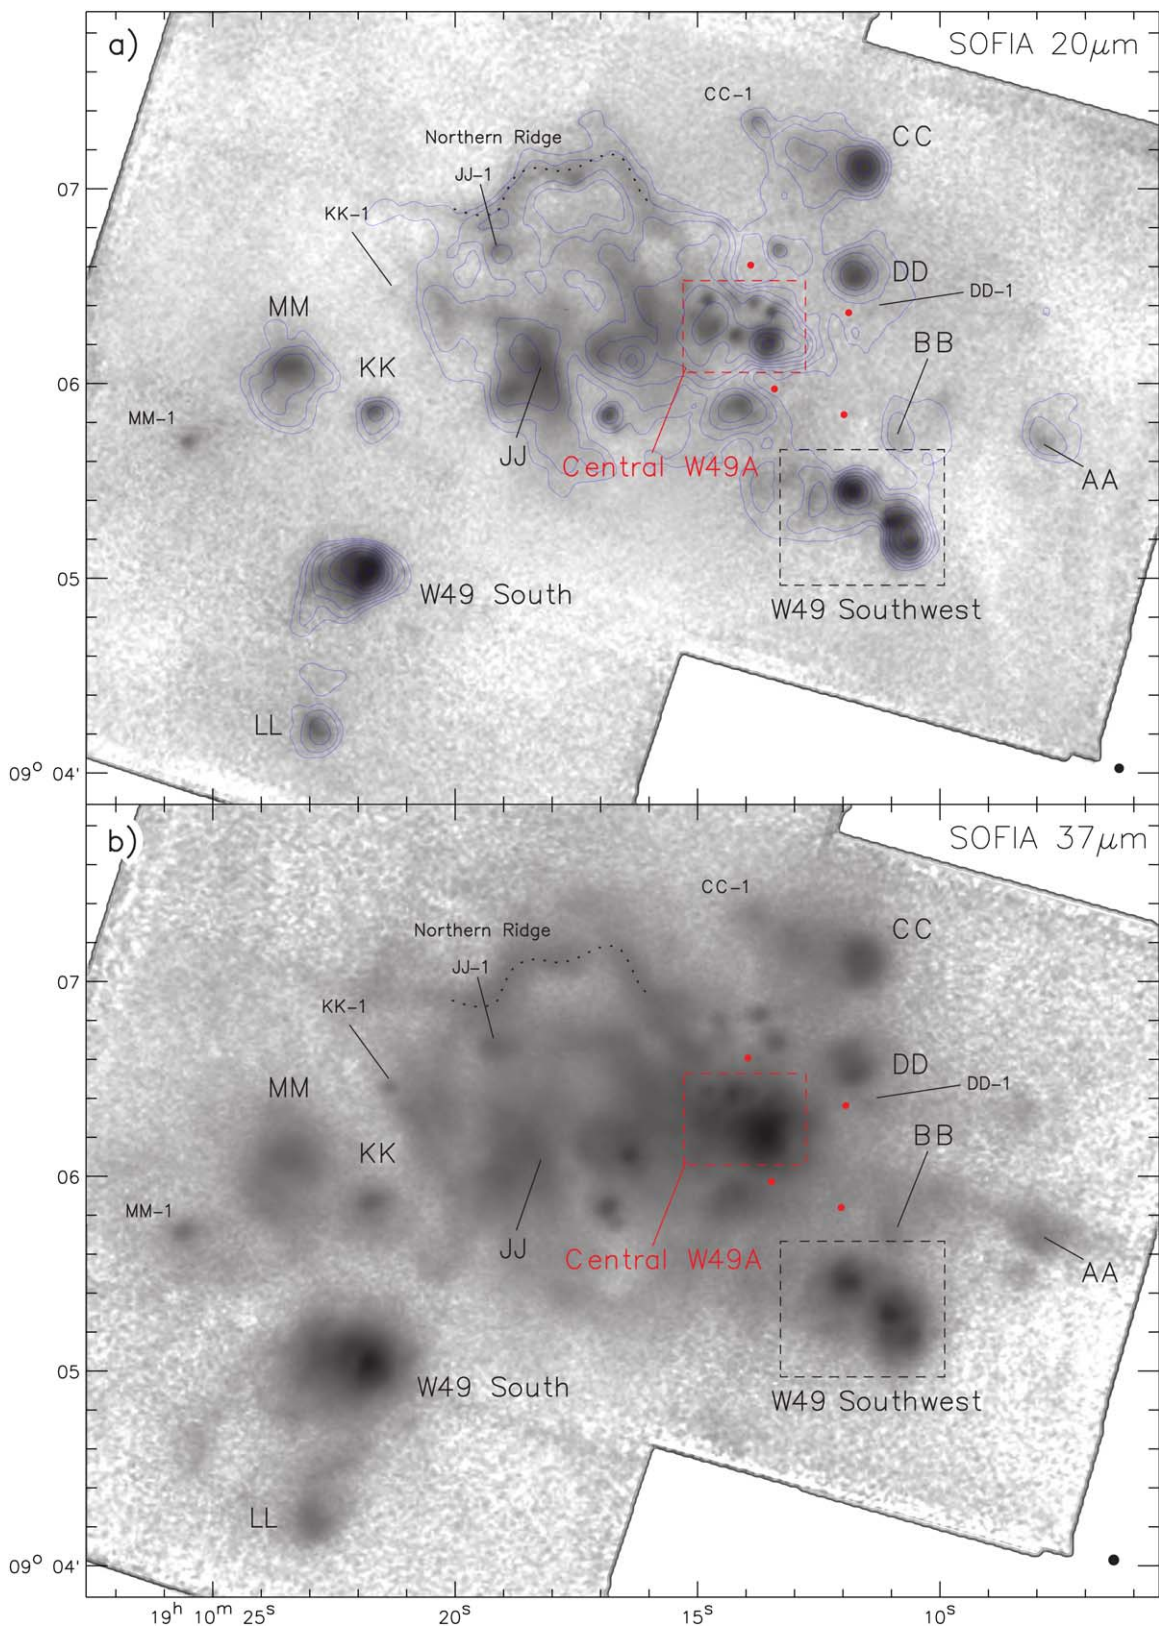 a)
SOFIA 20μm
CC-1
CC
Northern Ridge
JJ-1
07
KK-1
DD
DD-1
MM
BB
KK
06
MM-1
JJ
Central W49A
AA
05
W49 South
W49 Southwest
LL
09° 04'
b)
SOFIA 37μm
CC-1
CC
Northern Ridge
JJ-1
07
KK-1
DD
DD-1
MM
BB
KK
06
MM-1
JJ
Central W49A
AA
05
W49 South
W49 Southwest
LL
09° 04'
19h 10m 25s
20s
15s
10s